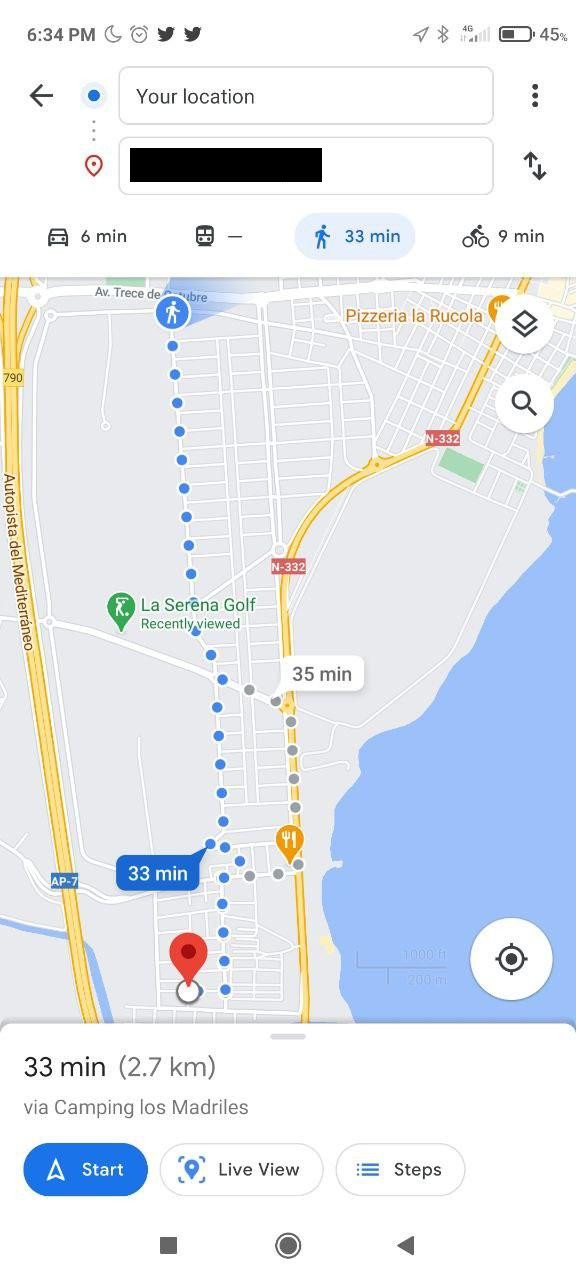 6:34 PM
4G
45%
Your location
6 min
—
33 min
9 min
Av. Trece de Octubre
Pizzeria la Rucola
790
N-332
Autopista del Mediterráneo
N-332
La Serena Golf
Recently viewed
35 min
33 min
AP-7
1000 ft
200 m
33 min (2.7 km)
via Camping los Madriles
Start
Live View
Steps